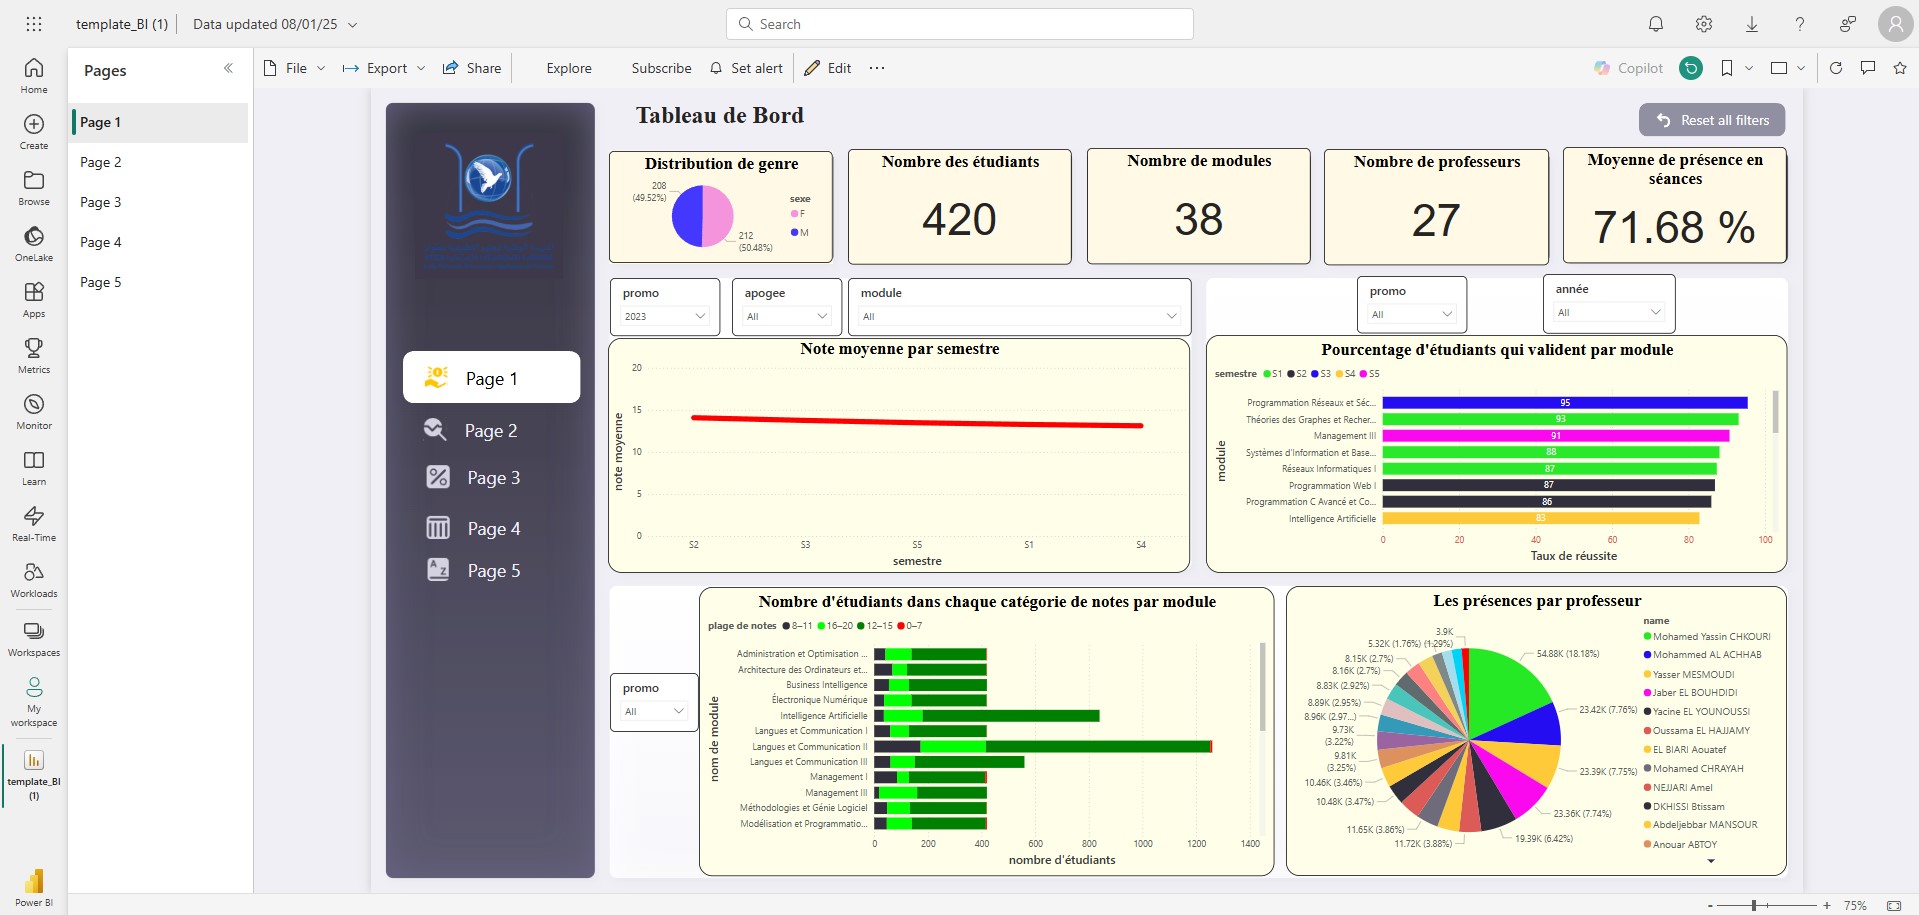 template_BI (1)
Data updated 08/01/25
Search
Home
Create
Browse
OneLake
Apps
Metrics
Monitor
Learn
Real-Time
Workloads
Workspaces
My
workspace
template_BI
(1)
Power BI
Pages
Page 1
Page 2
Page 3
Page 4
Page 5
File
Export
Share
Explore
Subscribe
Set alert
Edit
Copilot
Page 1
Page 2
Page 3
Page 4
Page 5
Tableau de Bord
Reset all filters
Distribution de genre
208
(49.52%)
212
(50.48%)
sexe
F
M
Nombre des étudiants
420
Nombre de modules
38
Nombre de professeurs
27
Moyenne de présence en
séances
71.68 %
promo
2023
apogee
All
module
All
promo
All
année
All
Note moyenne par semestre
note moyenne
20
15
10
5
0
S2 S3 S5 S1 S4
semestre
Pourcentage d'étudiants qui valident par module
semestre S1 S2 S3 S4 S5
module
Programmation Réseaux et Séc... 95
Théories des Graphes et Recher... 93
Management III 91
Systèmes d'Information et Base... 88
Réseaux Informatiques I 87
Programmation Web I 87
Programmation C Avancé et Co... 86
Intelligence Artificielle 83
0 20 40 60 80 100
Taux de réussite
promo
All
Nombre d'étudiants dans chaque catégorie de notes par module
plage de notes 8–11 16–20 12–15 0–7
nom de module
Administration et Optimisation ...
Architecture des Ordinateurs et...
Business Intelligence
Électronique Numérique
Intelligence Artificielle
Langues et Communication I
Langues et Communication II
Langues et Communication III
Management I
Management III
Méthodologies et Génie Logiciel
Modélisation et Programmatio...
0 200 400 600 800 1000 1200 1400
nombre d'étudiants
Les présences par professeur
3.9K
(1.29%)
5.32K (1.76%)
8.15K (2.7%)
8.16K (2.7%)
8.83K (2.92%)
8.89K (2.95%)
8.96K (2.97...)
9.73K
(3.22%)
9.81K
(3.25%)
10.46K (3.46%)
10.48K (3.47%)
11.65K (3.86%)
11.72K (3.88%)
19.39K (6.42%)
23.36K (7.74%)
23.39K (7.75%)
23.42K (7.76%)
54.88K (18.18%)
name
Mohamed Yassin CHKOURI
Mohammed AL ACHHAB
Yasser MESMOUDI
Jaber EL BOUHDIDI
Yacine EL YOUNOUSSI
Oussama EL HAJJAMY
EL BIARI Aouatef
Mohamed CHRAYAH
NEJJARI Amel
DKHISSI Btissam
Abdeljebbar MANSOUR
Anouar ABTOY
75%